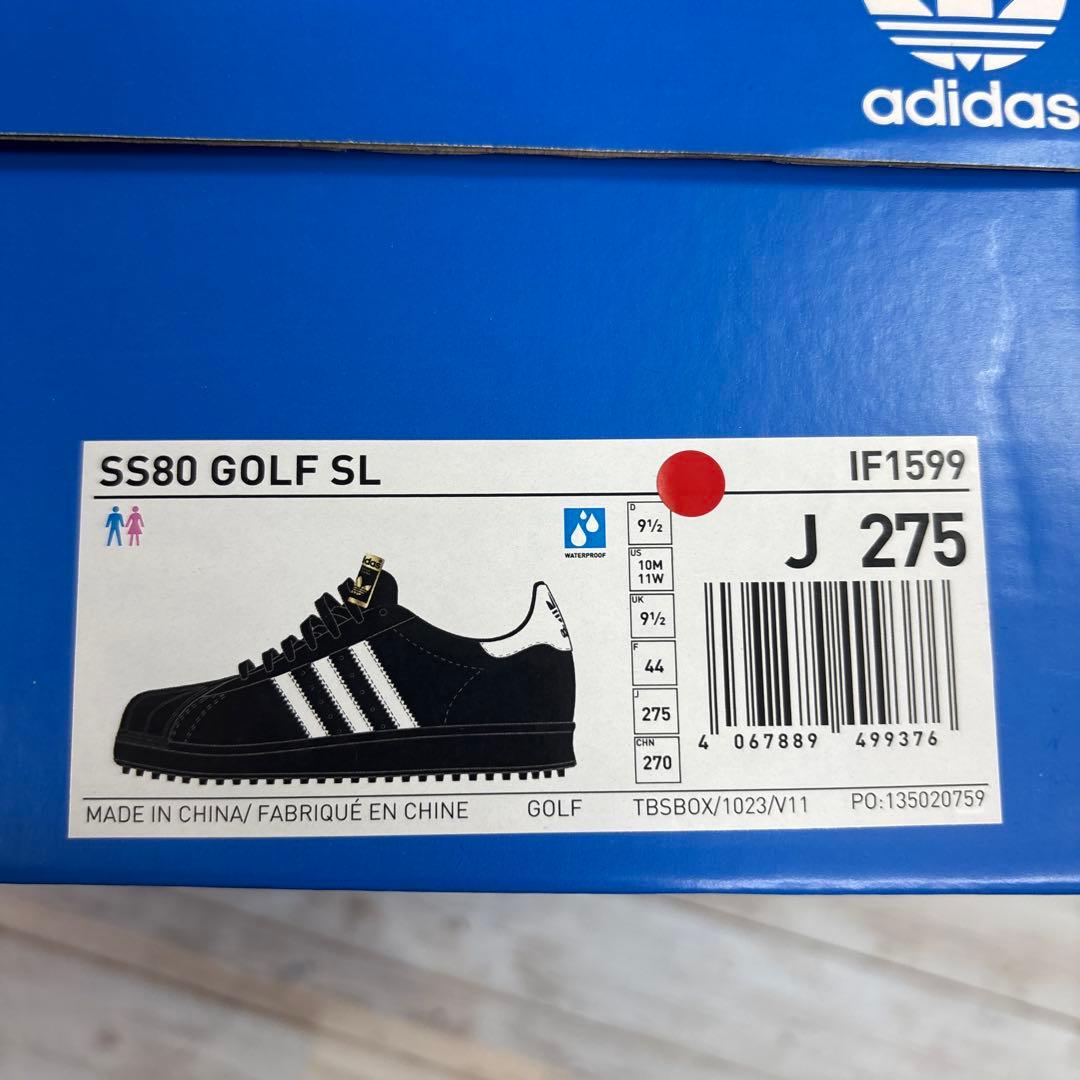 adidas
SS80 GOLF SL
IF1599
WATERPROOF
D
9½
J 275
US
10M
11W
UK
9½
F
44
J
275
CHN
270
4 067889 499376
MADE IN CHINA/ FABRIQUÉ EN CHINE
GOLF
TBSBOX/1023/V11
PO:135020759